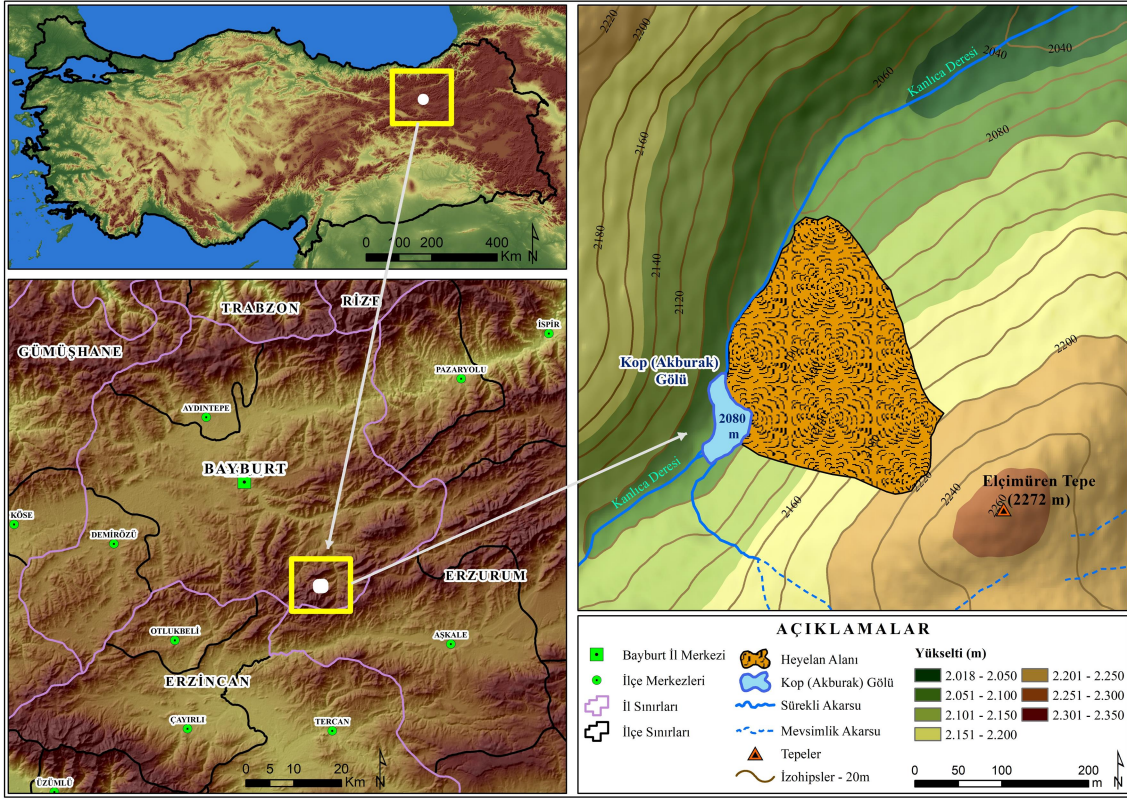 0 100 200 400
Km
N
TRABZON
RİZE
GÜMÜŞHANE
İSPİR
PAZARYOLU
AYDINTEPE
BAYBURT
KÖSE
DEMİRÖZÜ
ERZURUM
OTLUKBELİ
AŞKALE
ERZİNCAN
ÇAYIRLI
TERCAN
ÜZÜMLÜ
0 5 10 20
Km
N
2220
2200
2040
2040
2060
Kanlıca Deresi
2160
2080
2180
2140
2120
2200
Kop (Akburak)
Gölü
2080
m
Kanlıca Deresi
2220
2240
2160
Elçimüren Tepe
(2272 m)
2260
AÇIKLAMALAR
Bayburt İl Merkezi
İlçe Merkezleri
İl Sınırları
İlçe Sınırları
Heyelan Alanı
Kop (Akburak) Gölü
Sürekli Akarsu
Mevsimlik Akarsu
Tepeler
İzohipsler - 20m
Yükselti (m)
2.018 - 2.050
2.051 - 2.100
2.101 - 2.150
2.151 - 2.200
2.201 - 2.250
2.251 - 2.300
2.301 - 2.350
0 50 100 200
m
N